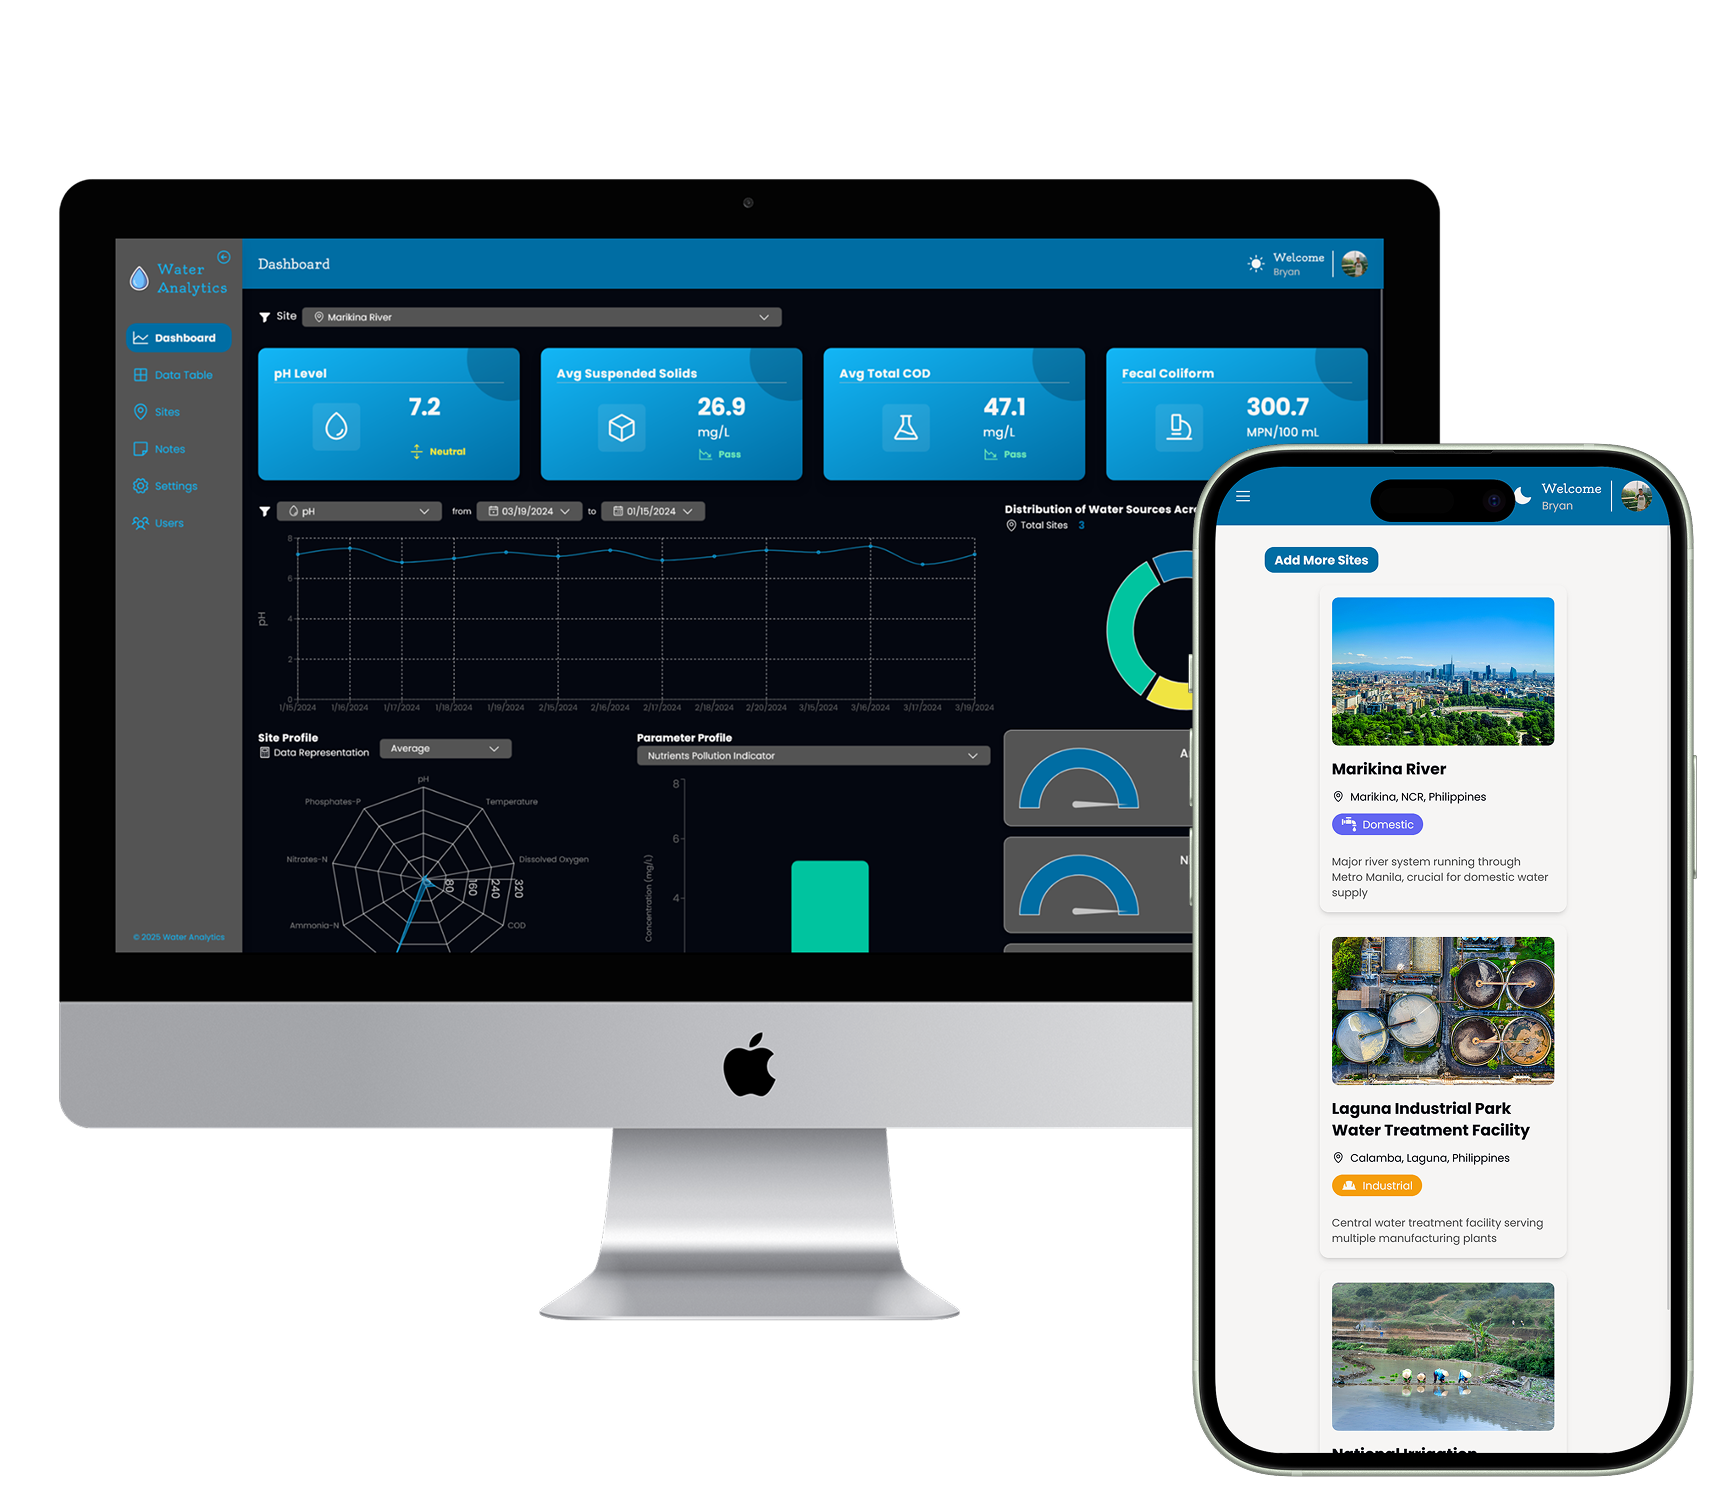 Water
Analytics
Dashboard
Data Table
Sites
Notes
Settings
Users
© 2025 Water Analytics
Dashboard
Welcome
Bryan
Site
Marikina River
pH Level
7.2
Neutral
Avg Suspended Solids
26.9
mg/L
Pass
Avg Total COD
47.1
mg/L
Pass
Fecal Coliform
300.7
MPN/100 mL
pH
from
03/19/2024
to
01/15/2024
8
6
4
2
0
pH
1/15/2024 1/16/2024 1/17/2024 1/18/2024 1/19/2024 2/15/2024 2/16/2024 2/17/2024 2/18/2024 2/20/2024 3/15/2024 3/16/2024 3/17/2024 3/19/2024
Distribution of Water Sources Acr
Total Sites 3
Site Profile
Data Representation
Average
pH
Temperature
Dissolved Oxygen
COD
Ammonia-N
Nitrates-N
Phosphates-P
80 160 240 320
Parameter Profile
Nutrients Pollution Indicator
8
6
4
Concentration (mg/L)
A
N
Welcome
Bryan
Add More Sites
Marikina River
Marikina, NCR, Philippines
Domestic
Major river system running through
Metro Manila, crucial for domestic water
supply
Laguna Industrial Park
Water Treatment Facility
Calamba, Laguna, Philippines
Industrial
Central water treatment facility serving
multiple manufacturing plants
National Irrigation